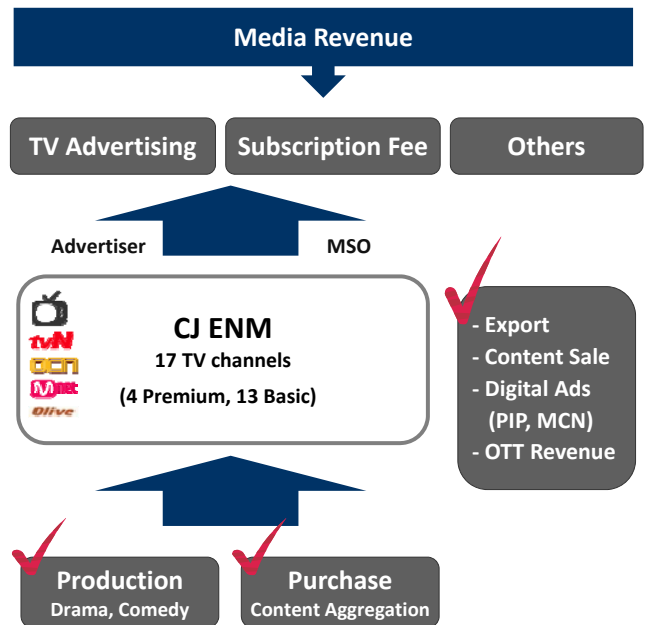 Media Revenue
TV Advertising
Subscription Fee
Others
Advertiser
MSO
tvN
OCN
Mnet
Olive
CJ ENM
17 TV channels
(4 Premium, 13 Basic)
- Export
- Content Sale
- Digital Ads
(PIP, MCN)
- OTT Revenue
Production
Drama, Comedy
Purchase
Content Aggregation